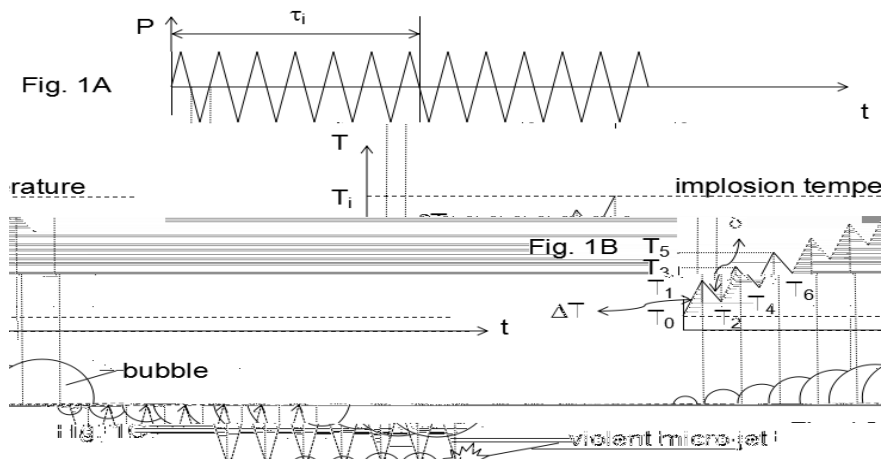 P
τi
Fig. 1A
t
T
Ti
erature
implosion tempe
Fig. 1B
T5
T3
T1
T6
ΔT
T4
T0
T2
t
bubble
violent micro-jet